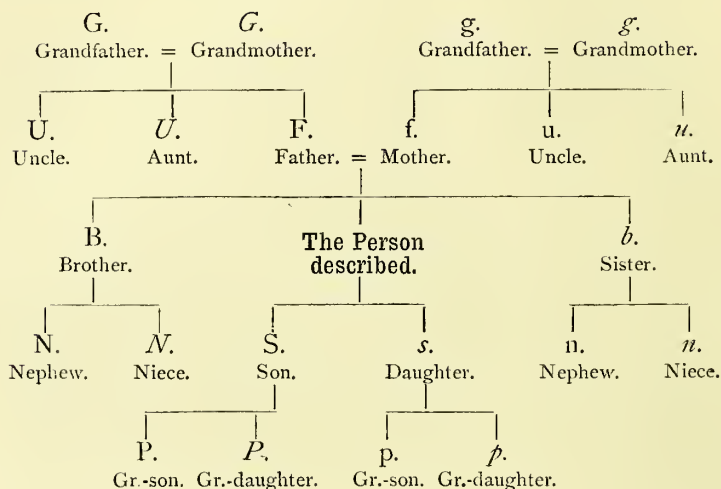 G. G. g. g.
Grandfather. = Grandmother. Grandfather. = Grandmother.
U. U. F. f. u. u.
Uncle. Aunt. Father. = Mother. Uncle. Aunt.
B. The Person b.
Brother. described. Sister.
N. N. S. s. n. n.
Nephew. Niece. Son. Daughter. Nephew. Niece.
P. P. p. p.
Gr.-son. Gr.-daughter. Gr.-son. Gr.-daughter.